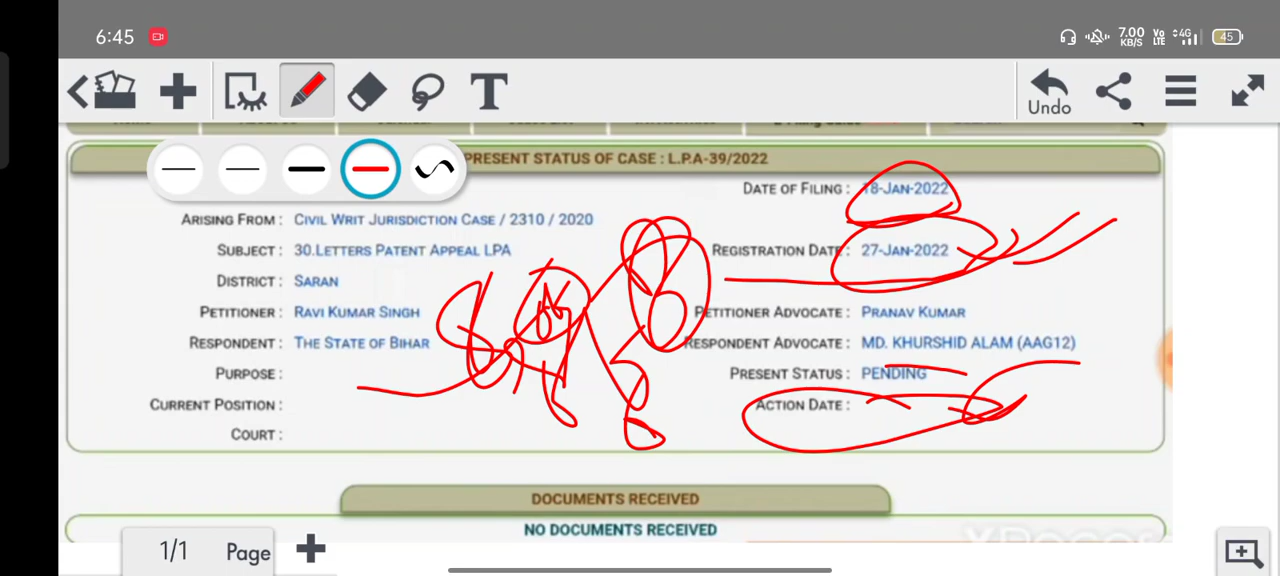 6:45
7.00 KB/S Vo LTE 4G 45
T
Undo
PRESENT STATUS OF CASE : L.P.A-39/2022
DATE OF FILING : 18-JAN-2022
ARISING FROM : CIVIL WRIT JURISDICTION CASE / 2310 / 2020
SUBJECT : 30.LETTERS PATENT APPEAL LPA
REGISTRATION DATE : 27-JAN-2022
DISTRICT : SARAN
PETITIONER : RAVI KUMAR SINGH
PETITIONER ADVOCATE : PRANAV KUMAR
RESPONDENT : THE STATE OF BIHAR
RESPONDENT ADVOCATE : MD. KHURSHID ALAM (AAG12)
PURPOSE :
PRESENT STATUS : PENDING
CURRENT POSITION :
ACTION DATE :
COURT :
DOCUMENTS RECEIVED
NO DOCUMENTS RECEIVED
1/1 Page